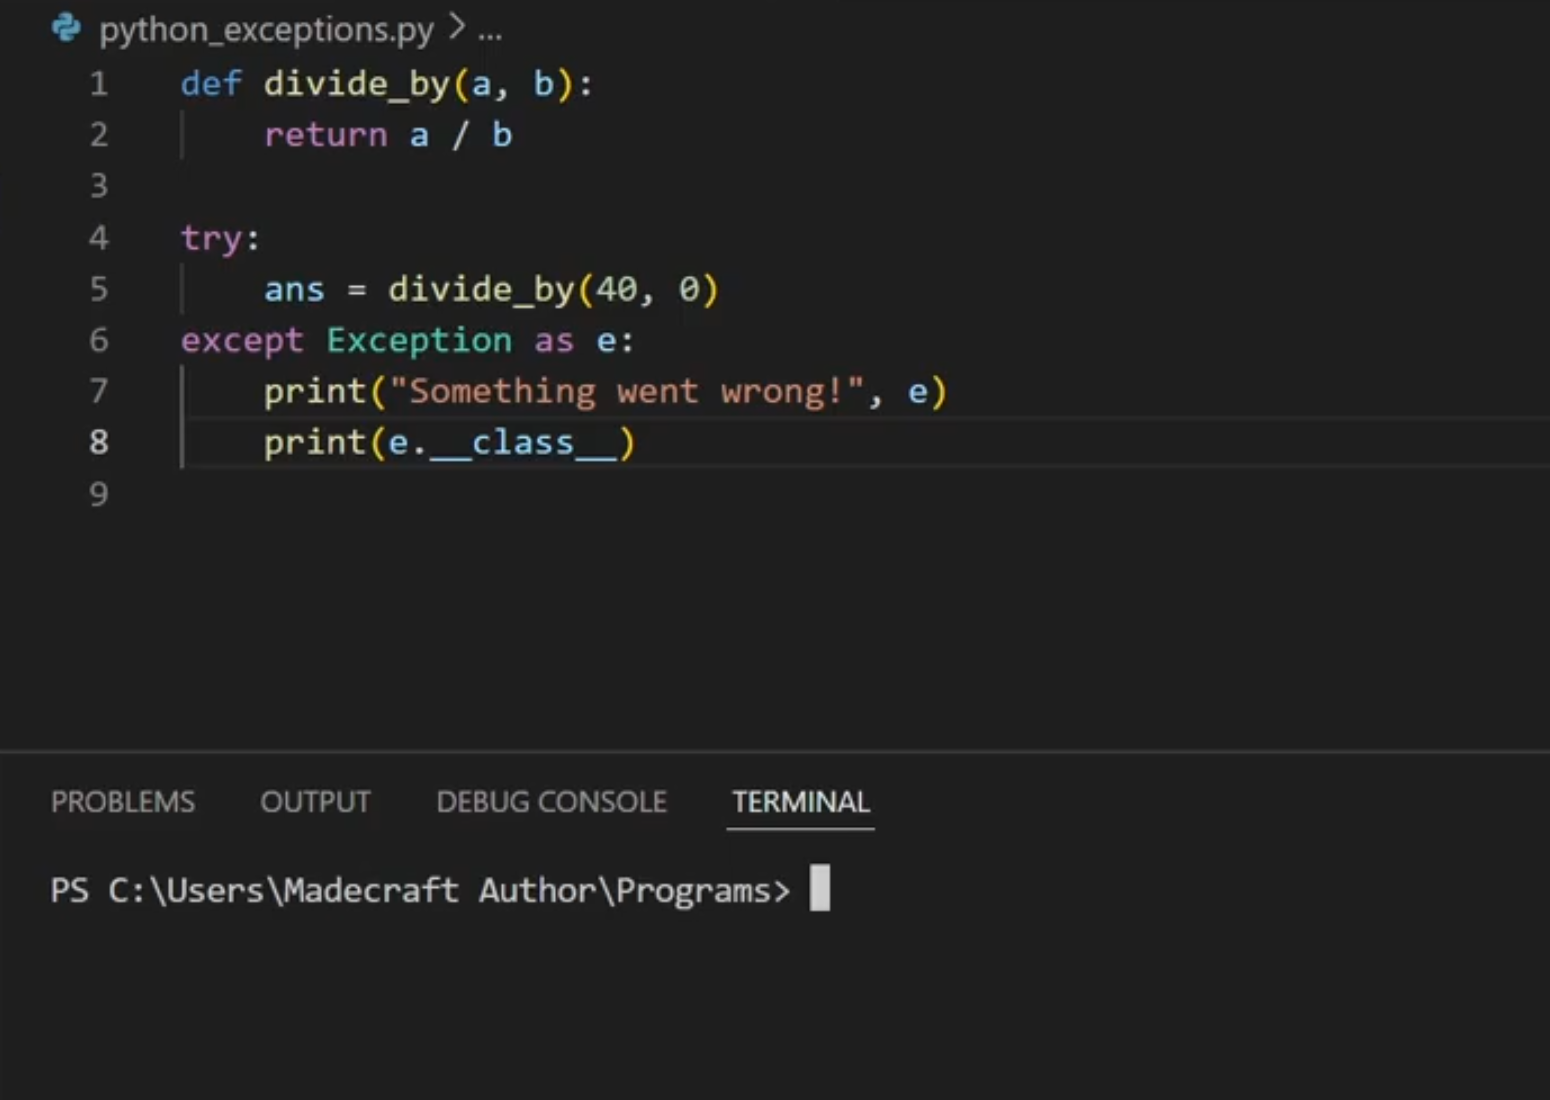 python_exceptions.py > ...
1 def divide_by(a, b):
2     return a / b
3
4 try:
5     ans = divide_by(40, 0)
6 except Exception as e:
7     print("Something went wrong!", e)
8     print(e.__class__)
9
PROBLEMS OUTPUT DEBUG CONSOLE TERMINAL
PS C:\Users\Madecraft Author\Programs>